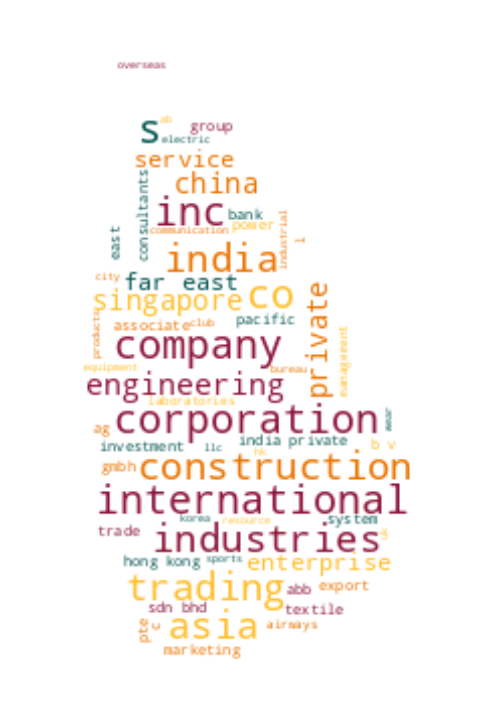 overseas
s
ab
group
electric
service
consultants
china
inc
bank
communication
power
industrial
l
east
india
city
far east
singapore
co
private
products
associate
club
pacific
company
management
equipment
bureau
engineering
laboratories
corporation
ag
wear
investment
llc
india private
b v
hk
gmbh
construction
international
korea
resource
system
trade
industries
k
hong kong
sports
enterprise
trading
abb
export
sdn bhd
textile
pte
c
asia
airways
marketing